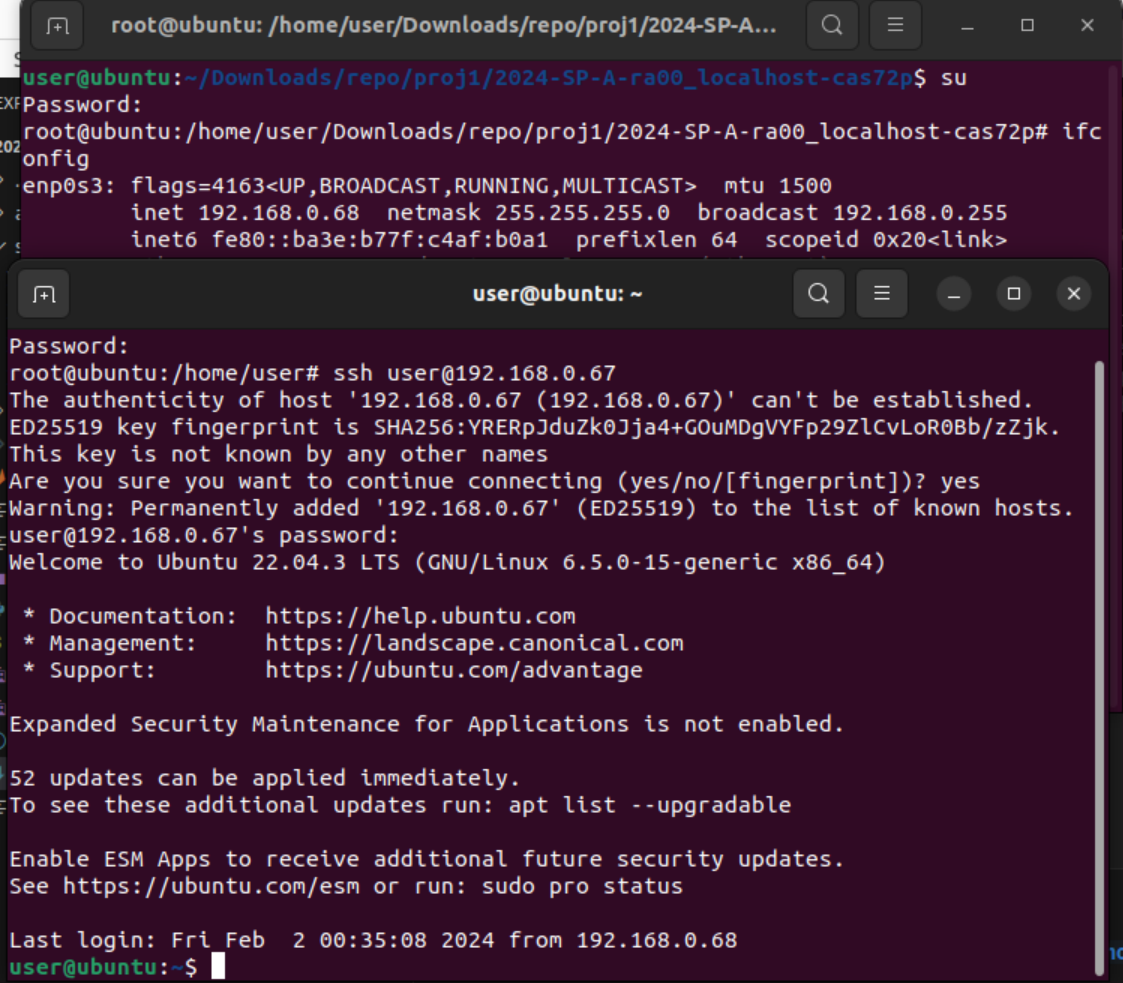 root@ubuntu: /home/user/Downloads/repo/proj1/2024-SP-A...
user@ubuntu:~/Downloads/repo/proj1/2024-SP-A-ra00_localhost-cas72p$ su
Password:
root@ubuntu:/home/user/Downloads/repo/proj1/2024-SP-A-ra00_localhost-cas72p# ifc
onfig
enp0s3: flags=4163<UP,BROADCAST,RUNNING,MULTICAST>  mtu 1500
        inet 192.168.0.68  netmask 255.255.255.0  broadcast 192.168.0.255
        inet6 fe80::ba3e:b77f:c4af:b0a1  prefixlen 64  scopeid 0x20<link>
user@ubuntu: ~
Password:
root@ubuntu:/home/user# ssh user@192.168.0.67
The authenticity of host '192.168.0.67 (192.168.0.67)' can't be established.
ED25519 key fingerprint is SHA256:YRERpJduZk0Jja4+GOuMDgVYFp29ZlCvLoR0Bb/zZjk.
This key is not known by any other names
Are you sure you want to continue connecting (yes/no/[fingerprint])? yes
Warning: Permanently added '192.168.0.67' (ED25519) to the list of known hosts.
user@192.168.0.67's password:
Welcome to Ubuntu 22.04.3 LTS (GNU/Linux 6.5.0-15-generic x86_64)
 * Documentation:  https://help.ubuntu.com
 * Management:     https://landscape.canonical.com
 * Support:        https://ubuntu.com/advantage
Expanded Security Maintenance for Applications is not enabled.
52 updates can be applied immediately.
To see these additional updates run: apt list --upgradable
Enable ESM Apps to receive additional future security updates.
See https://ubuntu.com/esm or run: sudo pro status
Last login: Fri Feb  2 00:35:08 2024 from 192.168.0.68
user@ubuntu:~$